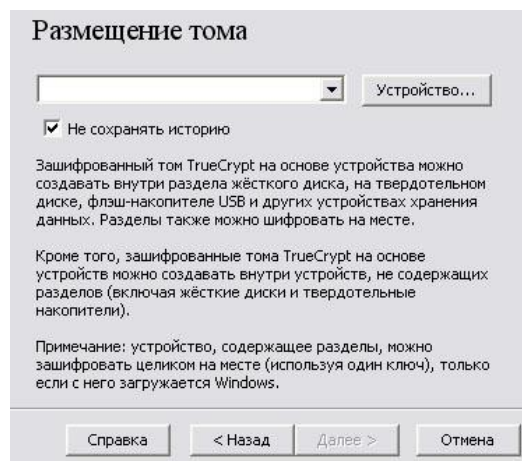 Размещение тома
Устройство...
Не сохранять историю
Зашифрованный том TrueCrypt на основе устройства можно
создавать внутри раздела жёсткого диска, на твердотельном
диске, флэш-накопителе USB и других устройствах хранения
данных. Разделы также можно шифровать на месте.
Кроме того, зашифрованные тома TrueCrypt на основе
устройств можно создавать внутри устройств, не содержащих
разделов (включая жёсткие диски и твердотельные
накопители).
Примечание: устройство, содержащее разделы, можно
зашифровать целиком на месте (используя один ключ), только
если с него загружается Windows.
Справка < Назад Далее > Отмена